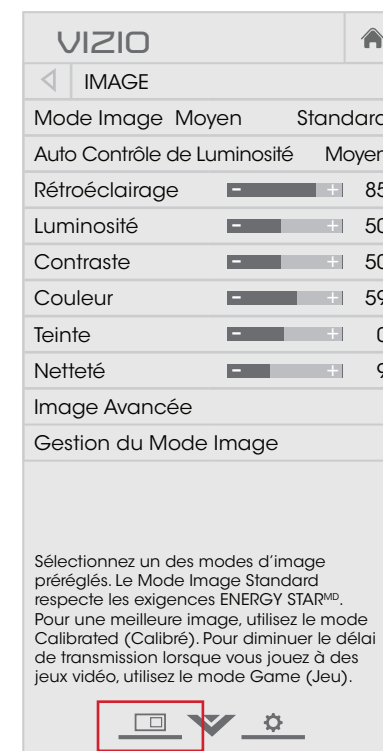 VIZIO
IMAGE
Mode Image Moyen Standard
Auto Contrôle de Luminosité Moyen
Rétroéclairage - + 85
Luminosité - + 50
Contraste - + 50
Couleur - + 59
Teinte - + 0
Netteté - + 9
Image Avancée
Gestion du Mode Image
Sélectionnez un des modes d'image
préréglés. Le Mode Image Standard
respecte les exigences ENERGY STARᴹᴰ.
Pour une meilleure image, utilisez le mode
Calibrated (Calibré). Pour diminuer le délai
de transmission lorsque vous jouez à des
jeux vidéo, utilisez le mode Game (Jeu).